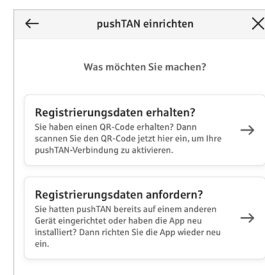 pushTAN einrichten
Was möchten Sie machen?
Registrierungsdaten erhalten?
Sie haben einen QR-Code erhalten? Dann
scannen Sie den QR-Code jetzt hier ein, um Ihre
pushTAN-Verbindung zu aktivieren.
Registrierungsdaten anfordern?
Sie hatten pushTAN bereits auf einem anderen
Gerät eingerichtet oder haben die App neu
installiert? Dann richten Sie die App wieder neu
ein.